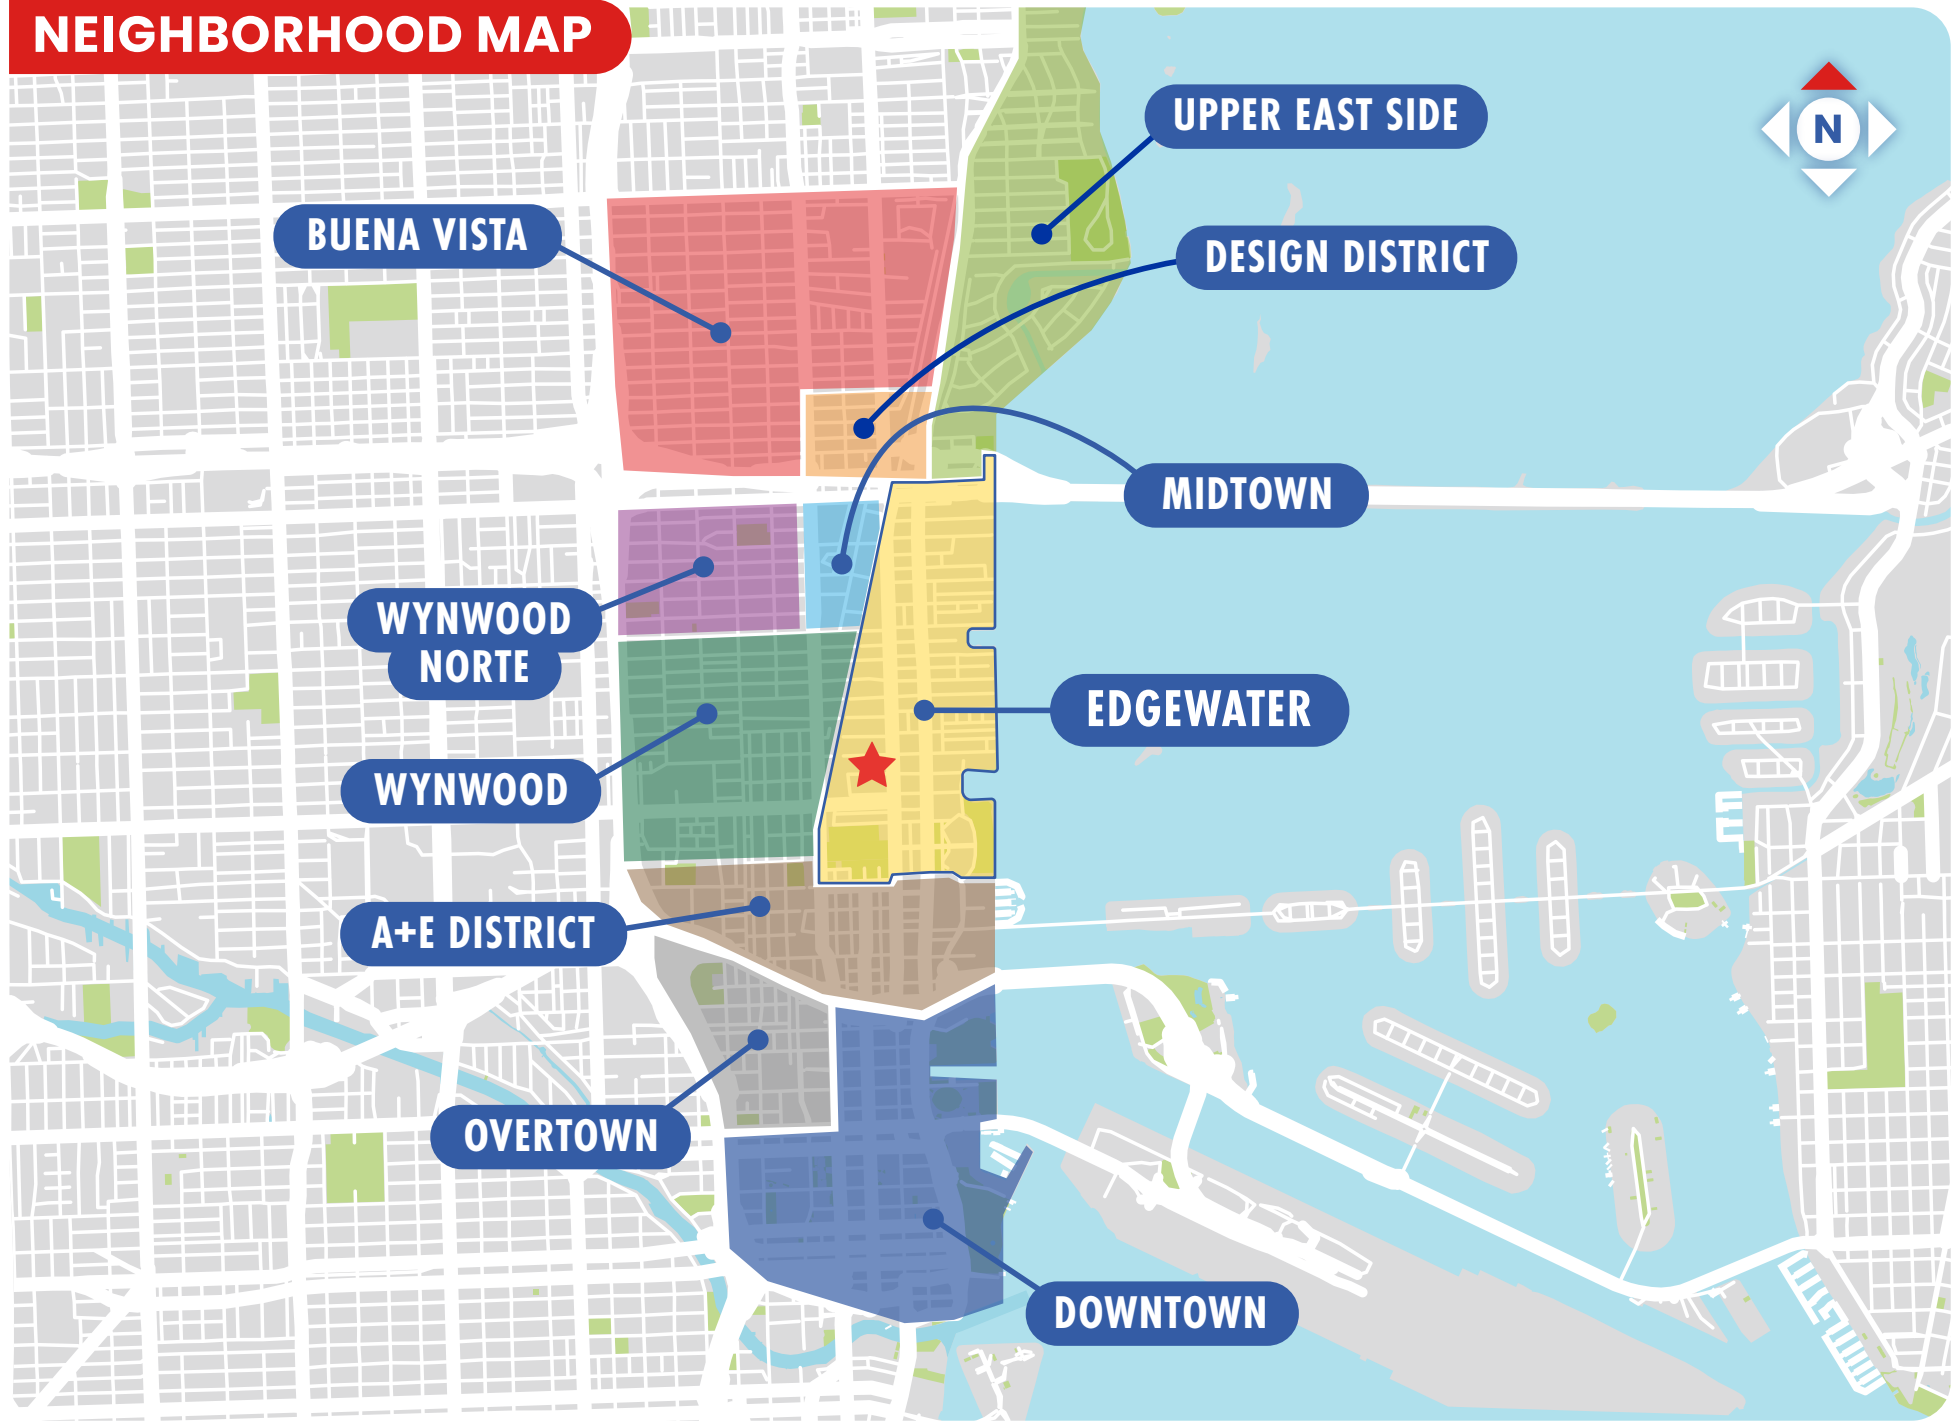 NEIGHBORHOOD MAP
UPPER EAST SIDE
N
BUENA VISTA
DESIGN DISTRICT
MIDTOWN
WYNWOOD
NORTE
EDGEWATER
WYNWOOD
A+E DISTRICT
OVERTOWN
DOWNTOWN